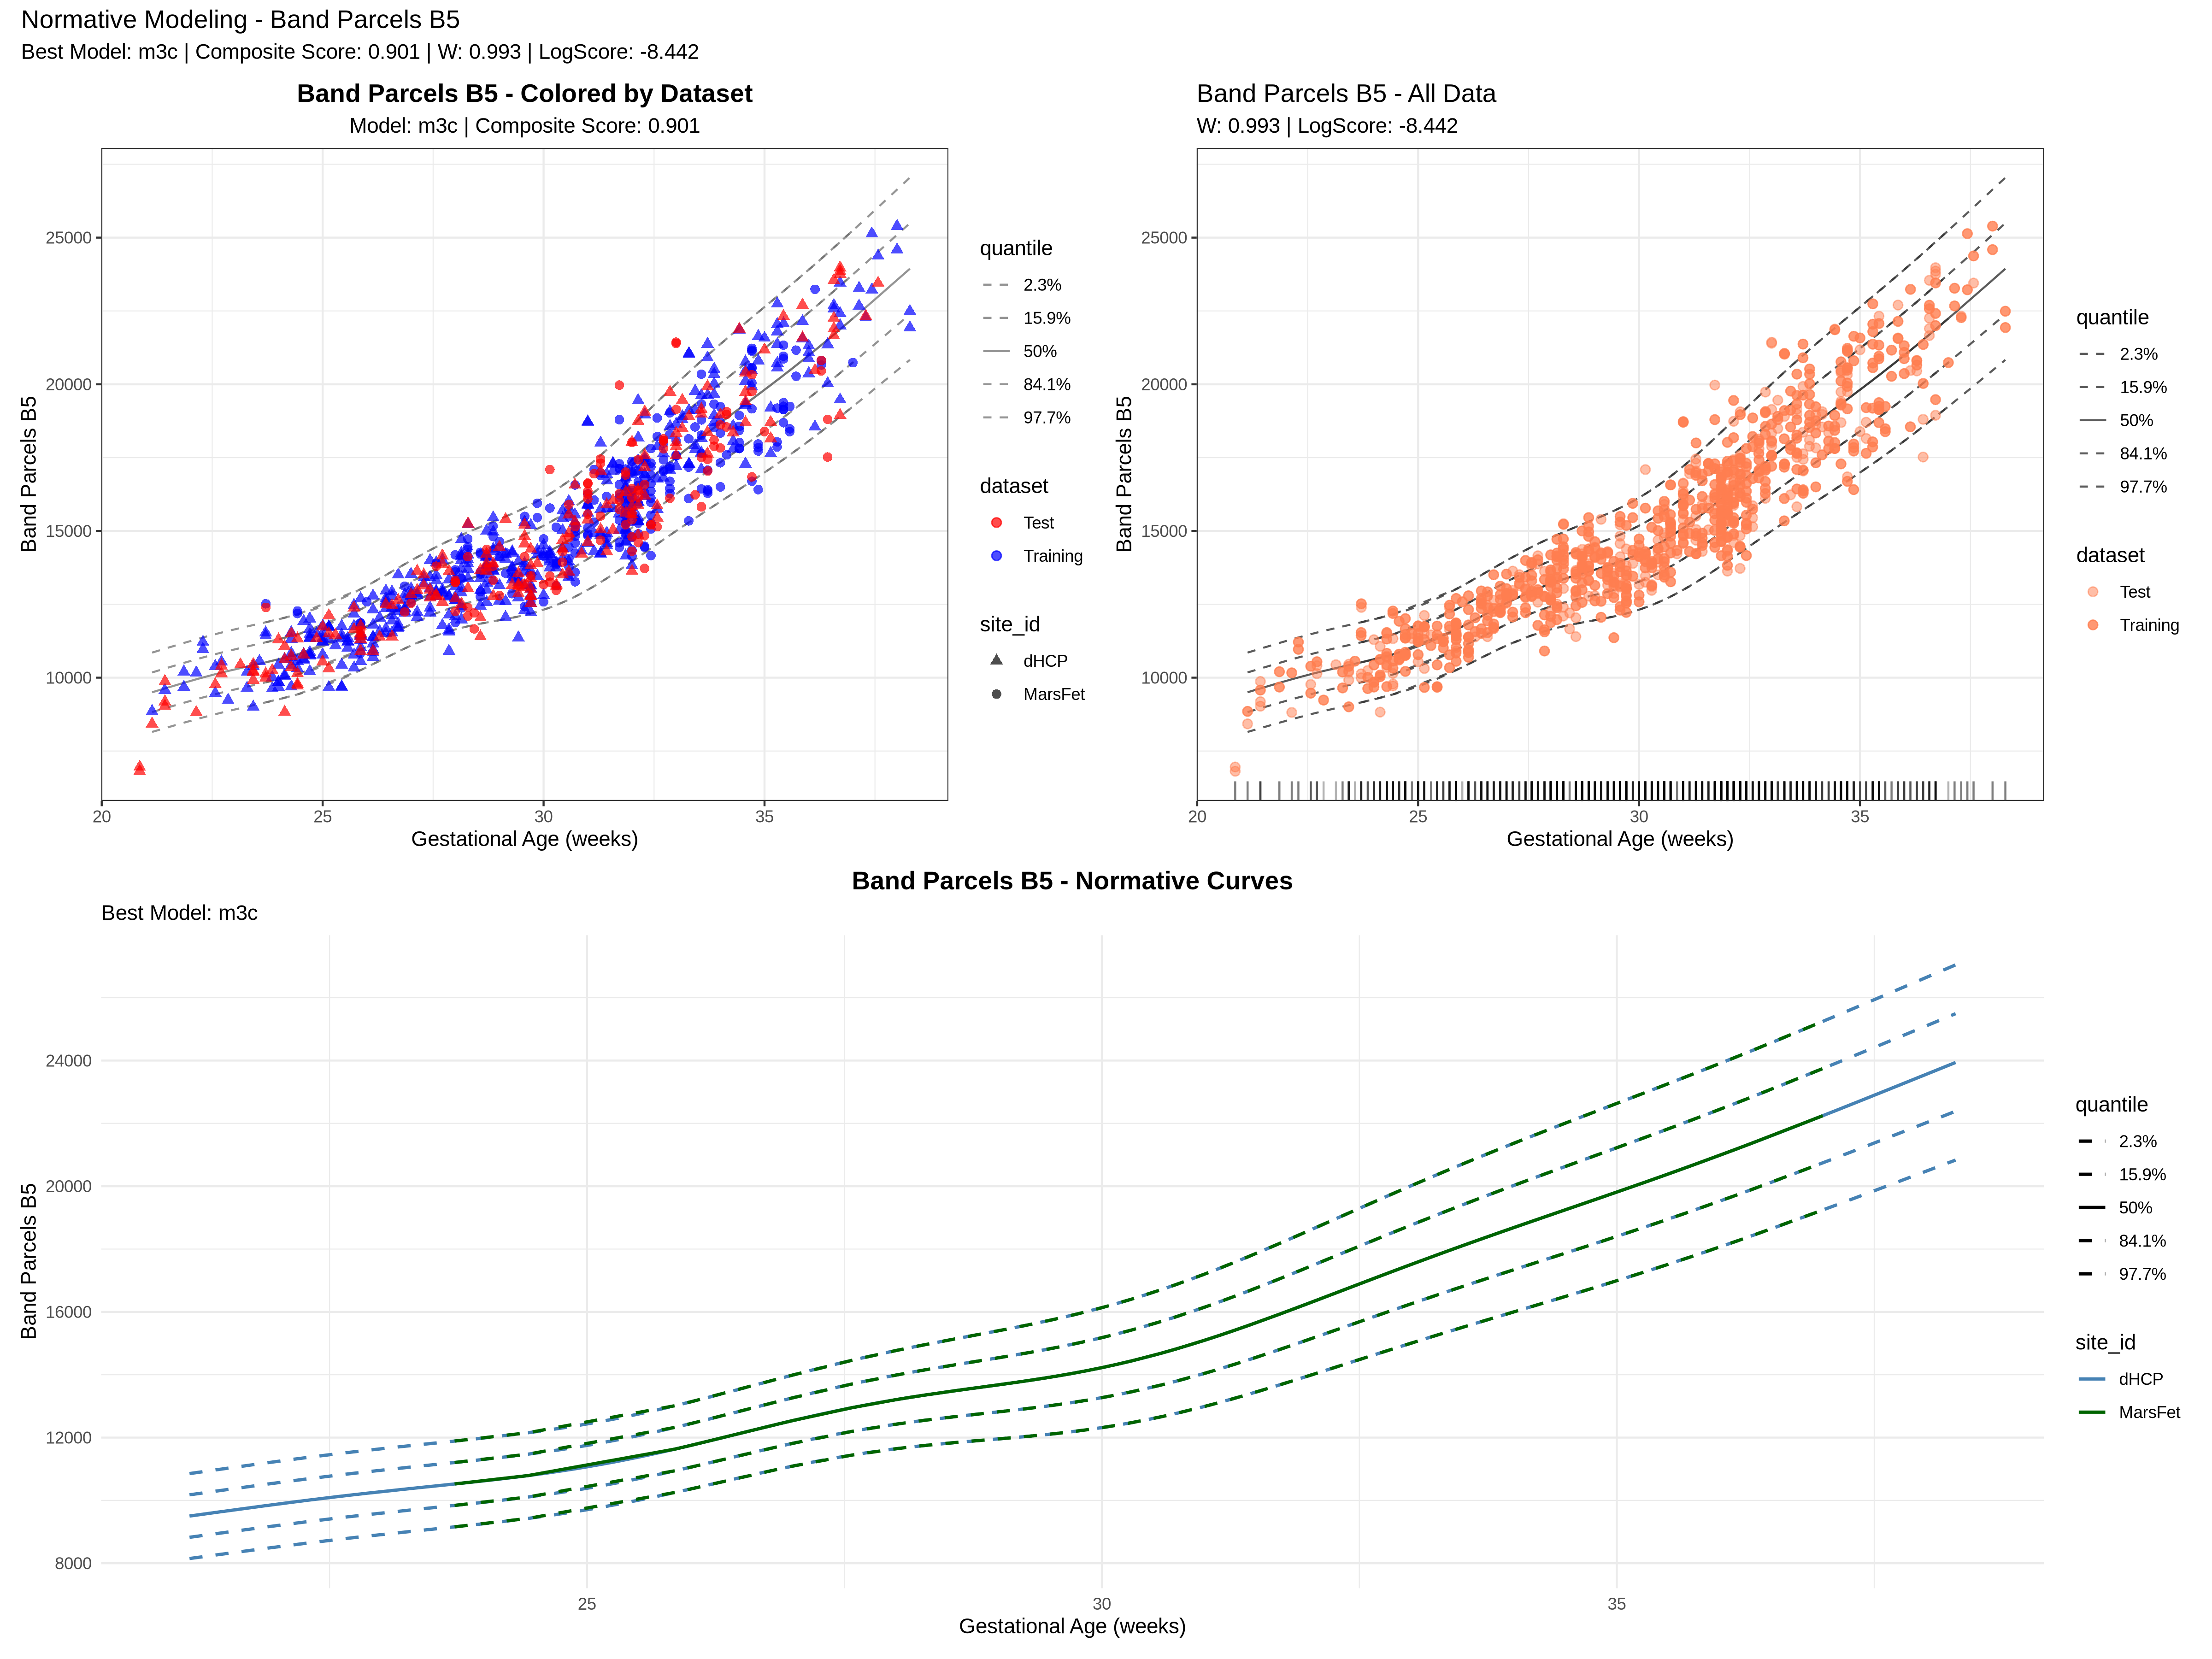 Normative Modeling - Band Parcels B5
Best Model: m3c | Composite Score: 0.901 | W: 0.993 | LogScore: -8.442
Band Parcels B5 - Colored by Dataset
Model: m3c | Composite Score: 0.901
Band Parcels B5
25000
20000
15000
10000
20
25
30
35
Gestational Age (weeks)
quantile
2.3%
15.9%
50%
84.1%
97.7%
dataset
Test
Training
site_id
dHCP
MarsFet
Band Parcels B5 - All Data
W: 0.993 | LogScore: -8.442
Band Parcels B5
25000
20000
15000
10000
20
25
30
35
Gestational Age (weeks)
quantile
2.3%
15.9%
50%
84.1%
97.7%
dataset
Test
Training
Band Parcels B5 - Normative Curves
Best Model: m3c
Band Parcels B5
24000
20000
16000
12000
8000
25
30
35
Gestational Age (weeks)
quantile
2.3%
15.9%
50%
84.1%
97.7%
site_id
dHCP
MarsFet